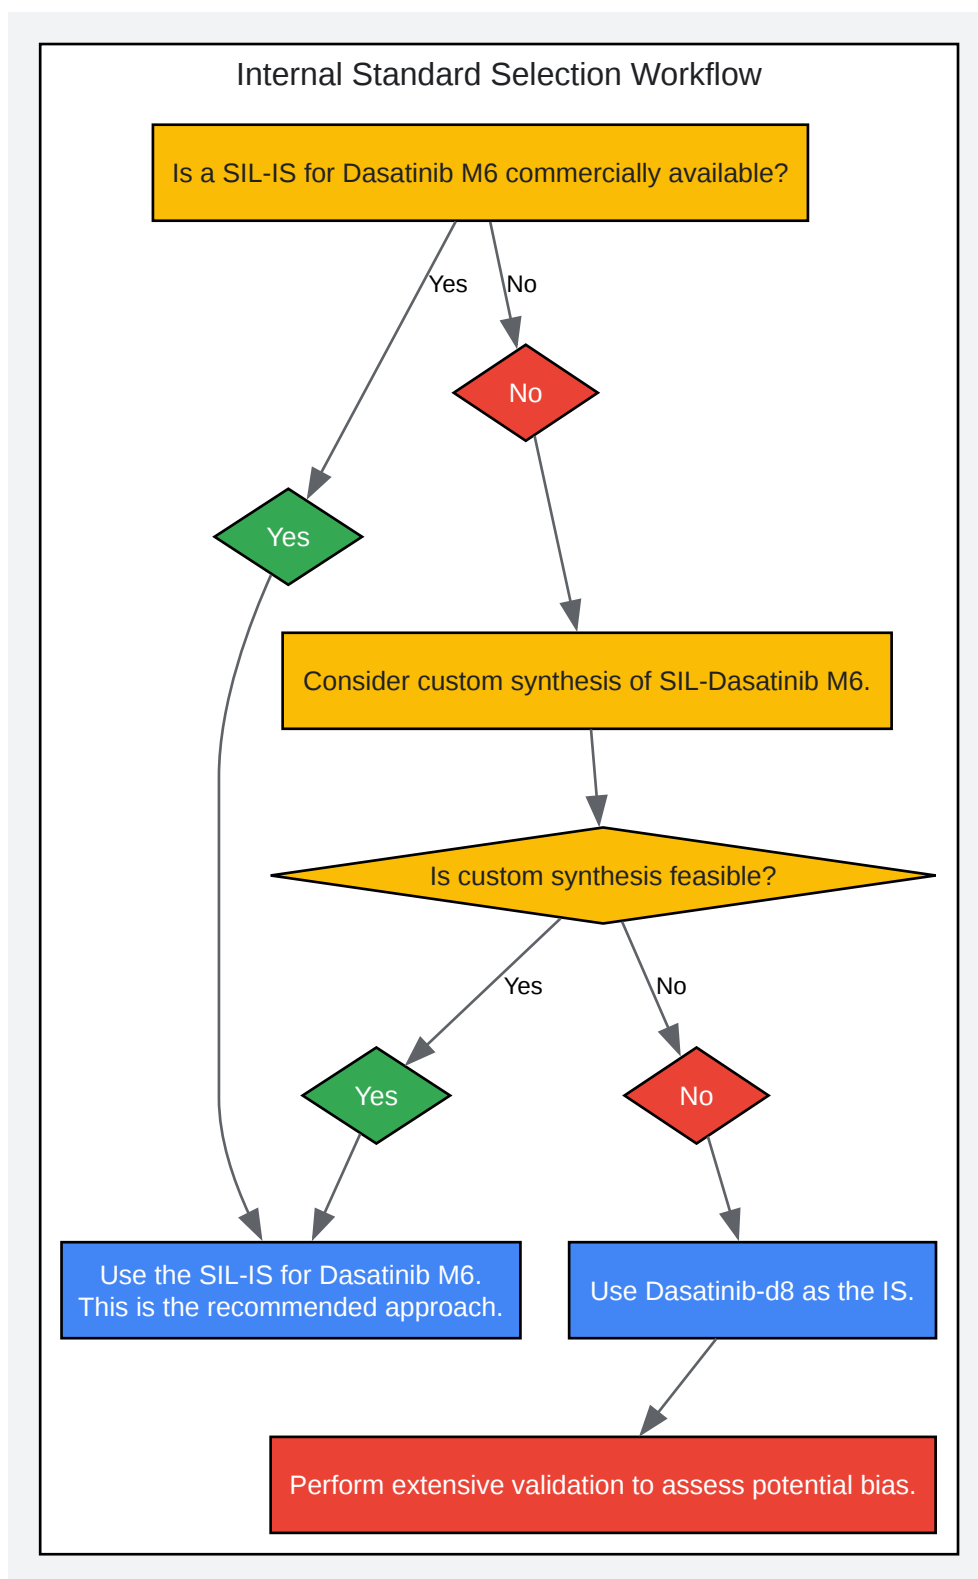 Internal Standard Selection Workflow
Is a SIL-IS for Dasatinib M6 commercially available?
Yes
No
No
Yes
Consider custom synthesis of SIL-Dasatinib M6.
Is custom synthesis feasible?
Yes
No
Yes
No
Use the SIL-IS for Dasatinib M6.
This is the recommended approach.
Use Dasatinib-d8 as the IS.
Perform extensive validation to assess potential bias.